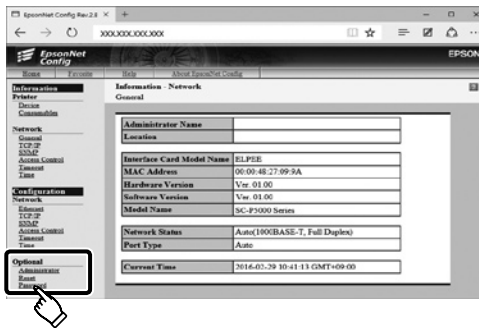 EpsonNet Config Rev.2.8
XXX.XXX.XXX.XXX
EpsonNet
Config
EPSON
Home
Favorite
Help
About EpsonNet Config
Information
Printer
Device
Consumables
Network
General
TCP/IP
SNMP
Access Control
Timeout
Time
Configuration
Network
Ethernet
TCP/IP
SNMP
Access Control
Timeout
Time
Optional
Administrator
Reset
Password
Information - Network
General
Administrator Name
Location
Interface Card Model Name ELPEE
MAC Address 00:00:48:27:09:9A
Hardware Version Ver. 01.00
Software Version Ver. 01.00
Model Name SC-P5000 Series
Network Status Auto(1000BASE-T, Full Duplex)
Port Type Auto
Current Time 2016-02-29 10:41:13 GMT+09:00